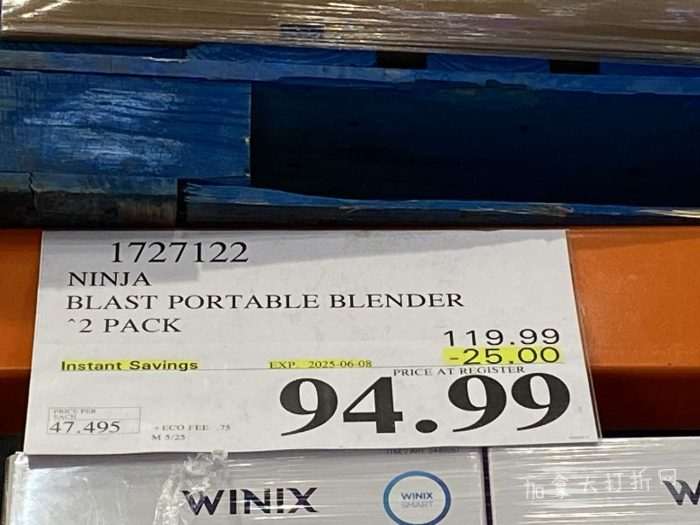 1727122
NINJA
BLAST PORTABLE BLENDER
^2 PACK
119.99
Instant Savings EXP. 2025-06-08 -25.00
PRICE AT REGISTER
94.99
PRICE PER
EACH
47.495
+ECO FEE .75
M 5/25
WINIX
WINIX
SMART
W
加拿大打折网